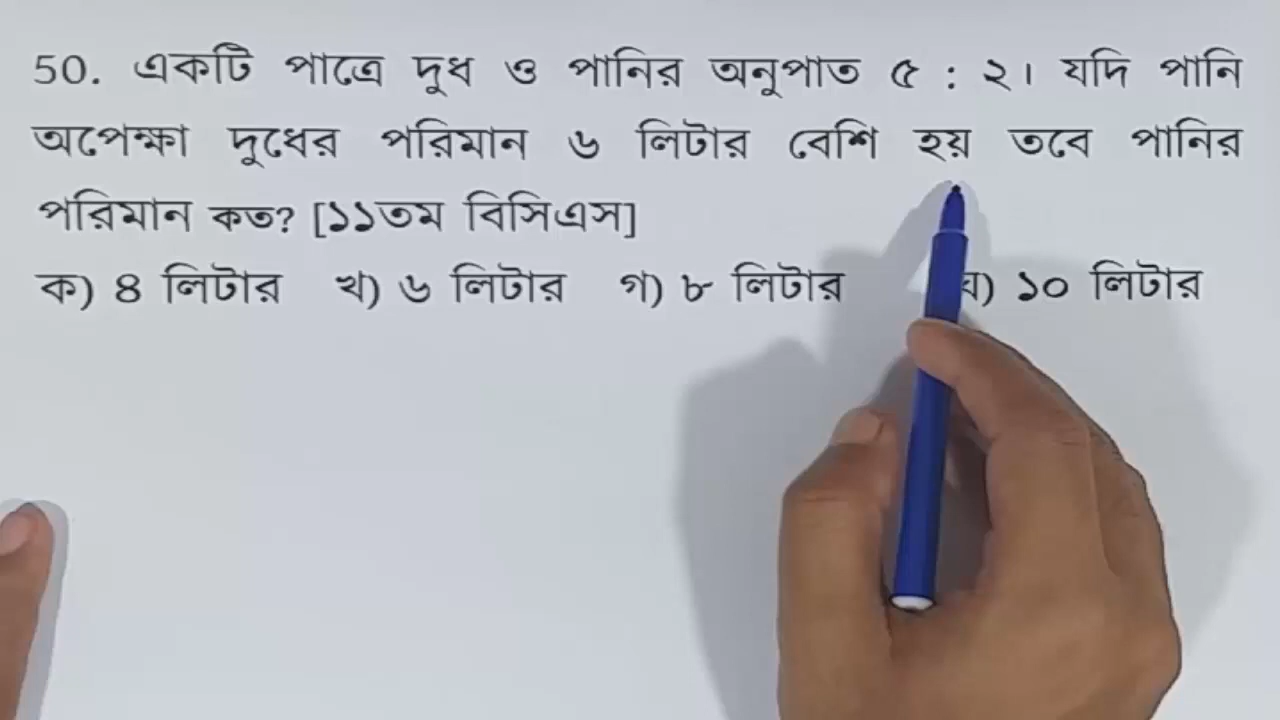 50. একটি পাত্রে দুধ ও পানির অনুপাত ৫ : ২। যদি পানি
অপেক্ষা দুধের পরিমান ৬ লিটার বেশি হয় তবে পানির
পরিমান কত? [১১তম বিসিএস]
ক) ৪ লিটার খ) ৬ লিটার গ) ৮ লিটার ঘ) ১০ লিটার